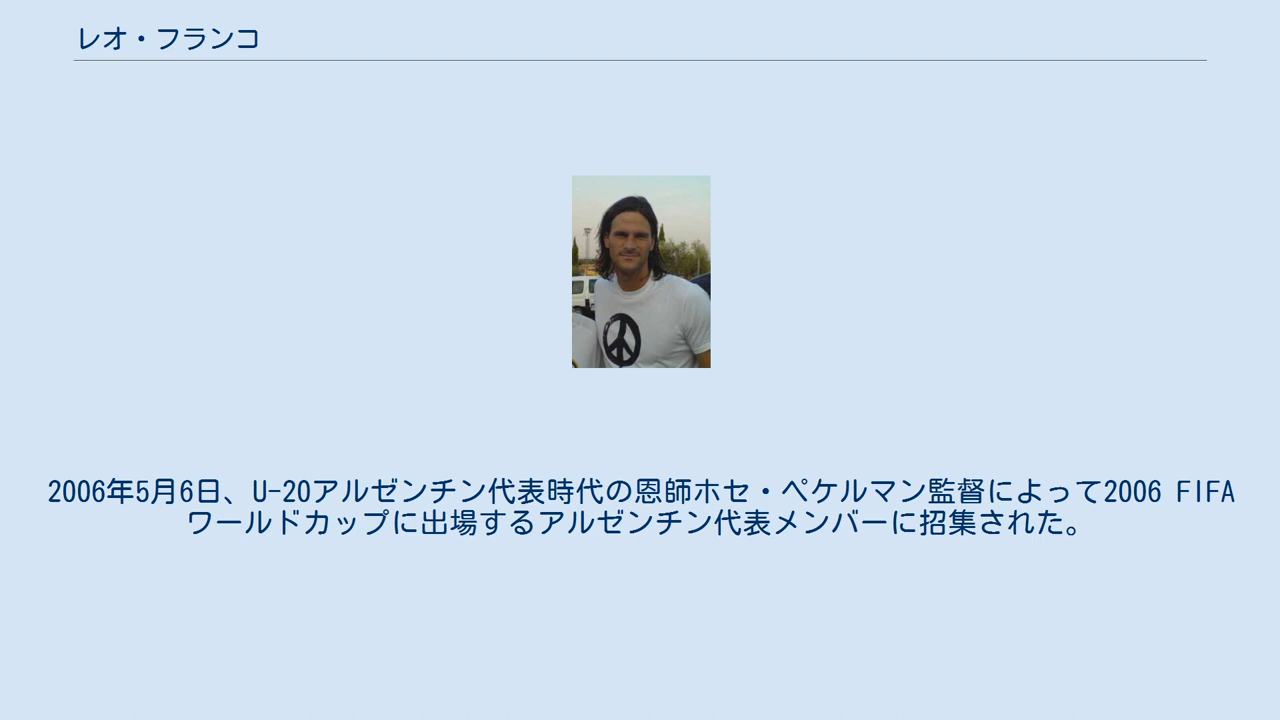 レオ・フランコ
2006年5月6日、U-20アルゼンチン代表時代の恩師ホセ・ペケルマン監督によって2006 FIFA
ワールドカップに出場するアルゼンチン代表メンバーに招集された。